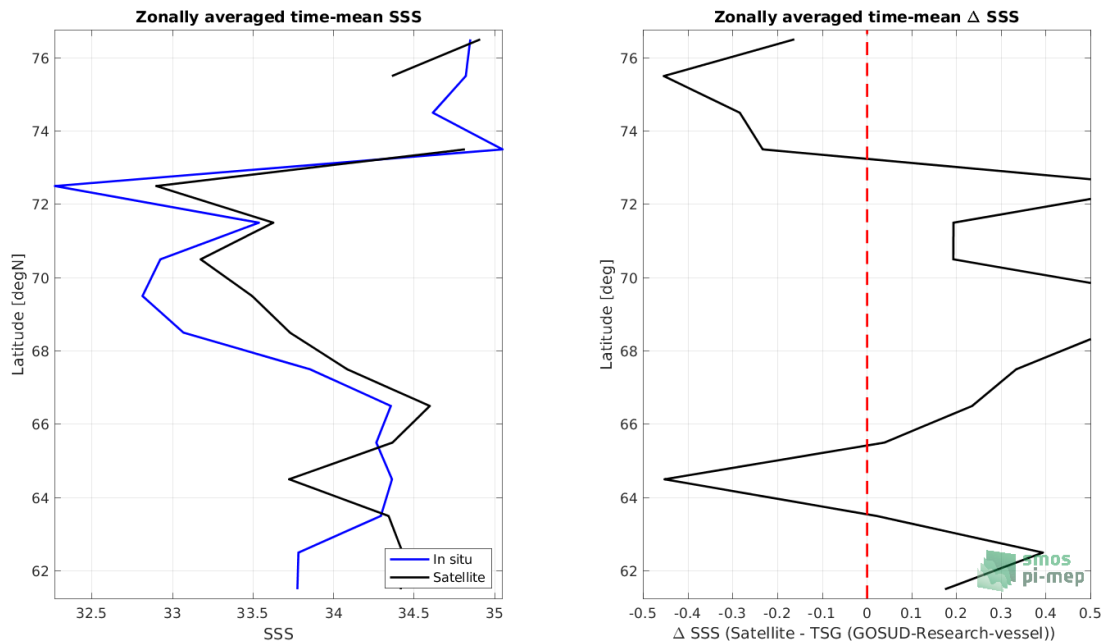 Zonally averaged time-mean SSS
76
74
72
70
68
66
64
62
Latitude [degN]
32.5 33 33.5 34 34.5 35
SSS
In situ
Satellite
Zonally averaged time-mean Δ SSS
76
74
72
70
68
66
64
62
Latitude [deg]
-0.5 -0.4 -0.3 -0.2 -0.1 0 0.1 0.2 0.3 0.4 0.5
Δ SSS (Satellite - TSG (GOSUD-Research-vessel))
smos
pi-mep